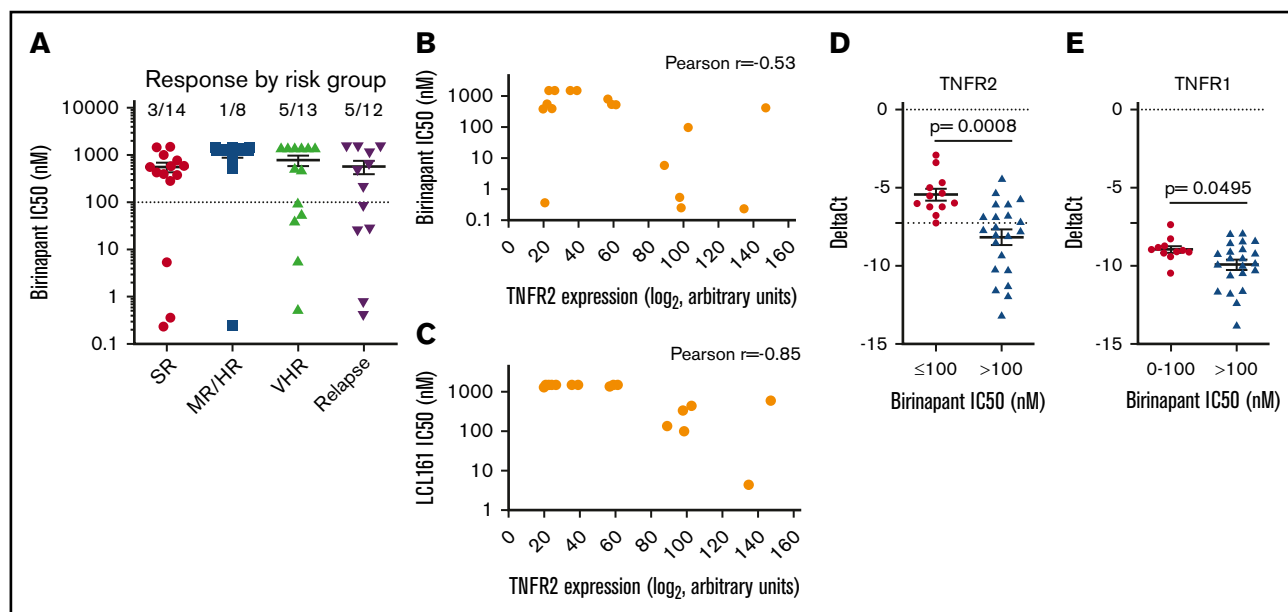 A
Response by risk group
3/14 1/8 5/13 5/12
Birinapant IC50 (nM)
10000
1000
100
10
1
0.1
SR
MR/HR
VHR
Relapse
B
Pearson r=-0.53
Birinapant IC50 (nM)
1000
100
10
1
0.1
0 20 40 60 80 100 120 140 160
TNFR2 expression (log2, arbitrary units)
C
Pearson r=-0.85
LCL161 IC50 (nM)
1000
100
10
1
0 20 40 60 80 100 120 140 160
TNFR2 expression (log2, arbitrary units)
D
TNFR2
p= 0.0008
DeltaCt
0
-5
-10
-15
≤100 >100
Birinapant IC50 (nM)
E
TNFR1
p= 0.0495
DeltaCt
0
-5
-10
-15
0-100 >100
Birinapant IC50 (nM)